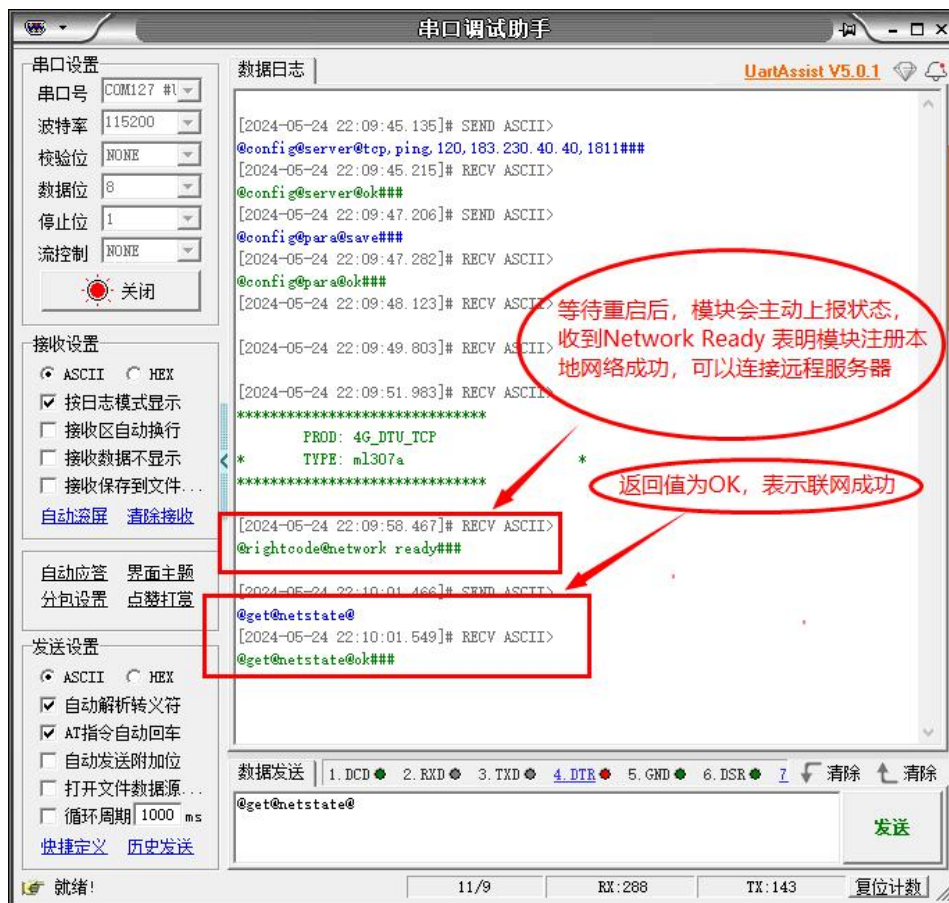 串口调试助手
串口设置
串口号 COM127 #U
波特率 115200
校验位 NONE
数据位 8
停止位 1
流控制 NONE
关闭
接收设置
ASCII HEX
按日志模式显示
接收区自动换行
接收数据不显示
接收保存到文件...
自动滚屏 清除接收
自动应答 界面主题
分包设置 点赞打赏
发送设置
ASCII HEX
自动解析转义符
AT指令自动回车
自动发送附加位
打开文件数据源...
循环周期 1000 ms
快捷定义 历史发送
数据日志 UartAssist V5.0.1
[2024-05-24 22:09:45.135]# SEND ASCII>
@config@server@tcp,ping,120,183.230.40.40,1811###
[2024-05-24 22:09:45.215]# RECV ASCII>
@config@server@ok###
[2024-05-24 22:09:47.206]# SEND ASCII>
@config@para@save###
[2024-05-24 22:09:47.282]# RECV ASCII>
@config@para@ok###
[2024-05-24 22:09:48.123]# RECV ASCII>
[2024-05-24 22:09:49.803]# RECV ASCII>
[2024-05-24 22:09:51.983]# RECV ASCII>
*******************************
PROD: 4G_DTU_TCP
* TYPE: ml307a *
*******************************
[2024-05-24 22:09:58.467]# RECV ASCII>
@rightcode@network ready###
[2024-05-24 22:10:01.466]# SEND ASCII>
@get@netstate@
[2024-05-24 22:10:01.549]# RECV ASCII>
@get@netstate@ok###
等待重启后，模块会主动上报状态，
收到Network Ready 表明模块注册本
地网络成功，可以连接远程服务器
返回值为OK，表示联网成功
数据发送 1.DCD 2.RXD 3.TXD 4.DTR 5.GND 6.DSR 7 清除 清除
@get@netstate@
发送
就绪! 11/9 RX:288 TX:143 复位计数